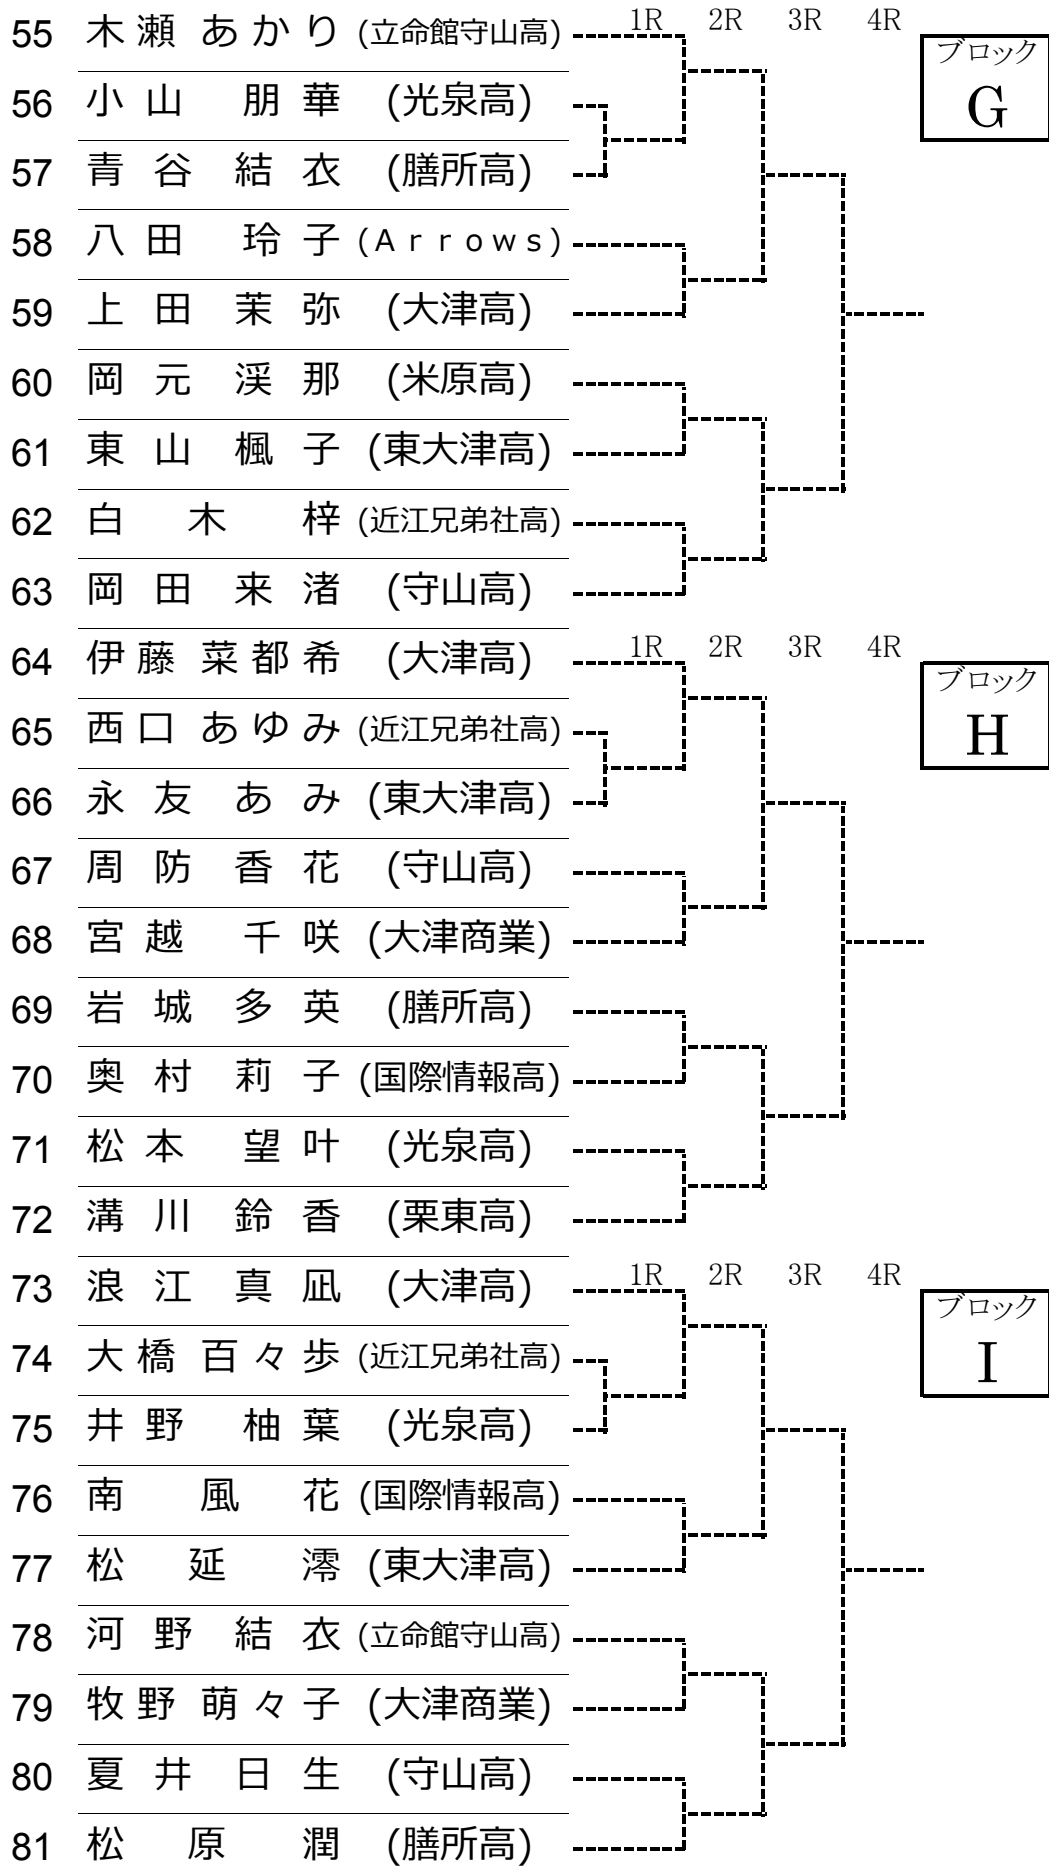 55 木瀬 あかり (立命館守山高) 1R 2R 3R 4R
ブロック
56 小山 朋華 (光泉高) G
57 青谷 結衣 (膳所高)
58 八田 玲子 (Ａｒｒｏｗｓ)
59 上田 茉弥 (大津高)
60 岡元 渓那 (米原高)
61 東山 楓子 (東大津高)
62 白木 梓 (近江兄弟社高)
63 岡田 来渚 (守山高)
64 伊藤 菜都希 (大津高) 1R 2R 3R 4R
ブロック
65 西口 あゆみ (近江兄弟社高) H
66 永友 あみ (東大津高)
67 周防 香花 (守山高)
68 宮越 千咲 (大津商業)
69 岩城 多英 (膳所高)
70 奥村 莉子 (国際情報高)
71 松本 望叶 (光泉高)
72 溝川 鈴香 (栗東高)
73 浪江 真凪 (大津高) 1R 2R 3R 4R
ブロック
74 大橋 百々歩 (近江兄弟社高) I
75 井野 柚葉 (光泉高)
76 南 風花 (国際情報高)
77 松延 澪 (東大津高)
78 河野 結衣 (立命館守山高)
79 牧野 萌々子 (大津商業)
80 夏井 日生 (守山高)
81 松原 潤 (膳所高)